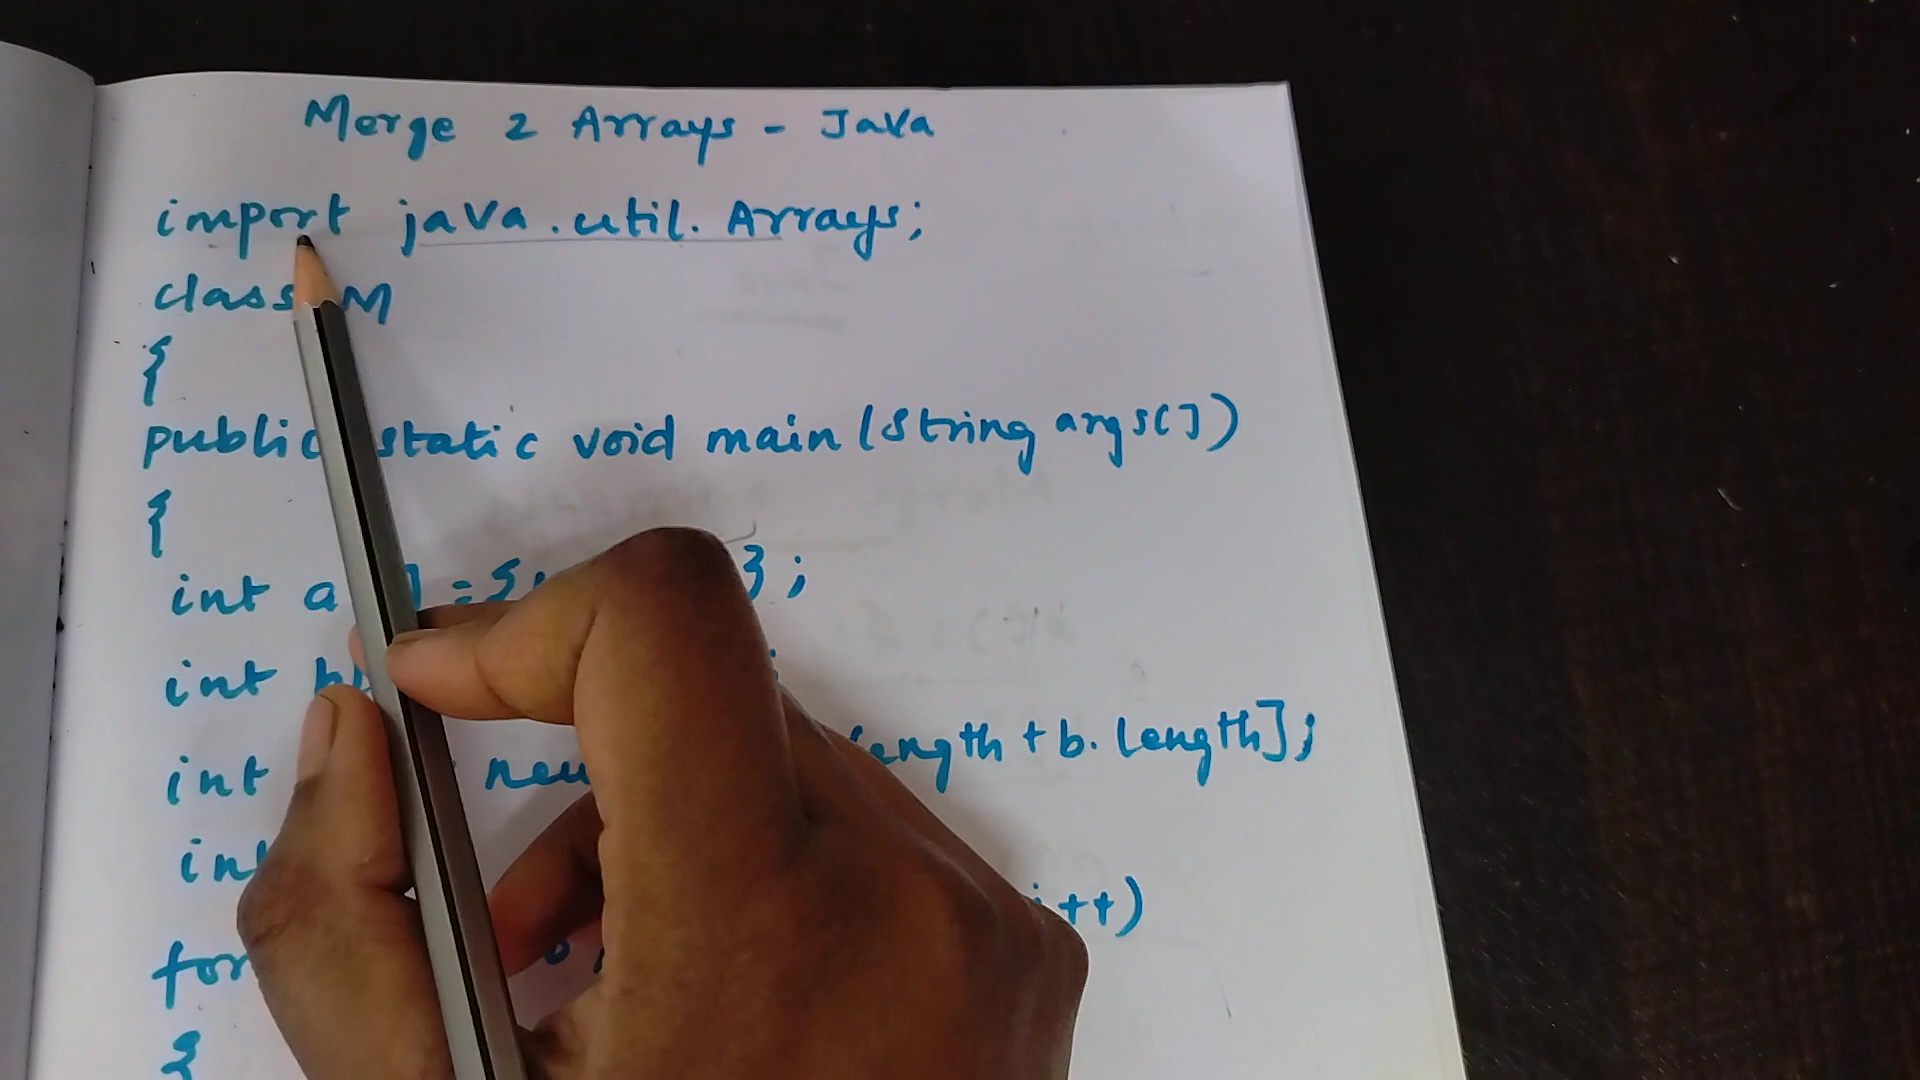 Merge 2 Arrays - Java
import java.util.Arrays;
class M
{
public static void main(String args[])
{
int a ] = { };
int
int new length + b.length];
int
for i++)
{